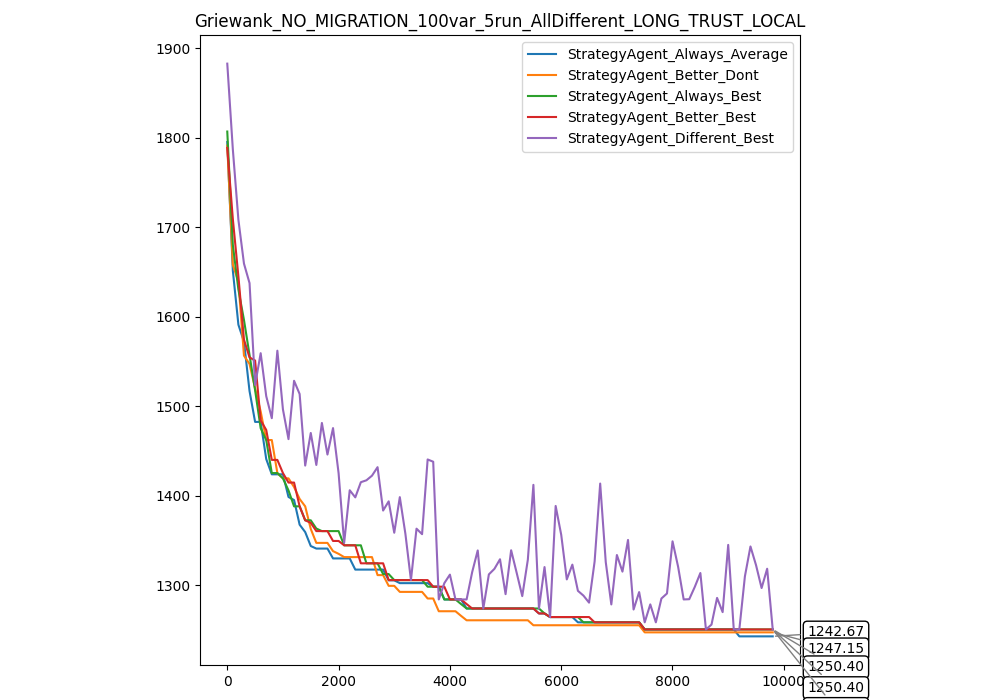 Griewank_NO_MIGRATION_100var_5run_AllDifferent_LONG_TRUST_LOCAL
StrategyAgent_Always_Average
StrategyAgent_Better_Dont
StrategyAgent_Always_Best
StrategyAgent_Better_Best
StrategyAgent_Different_Best
1900
1800
1700
1600
1500
1400
1300
1242.67
1247.15
1250.40
1250.40
0
2000
4000
6000
8000
10000